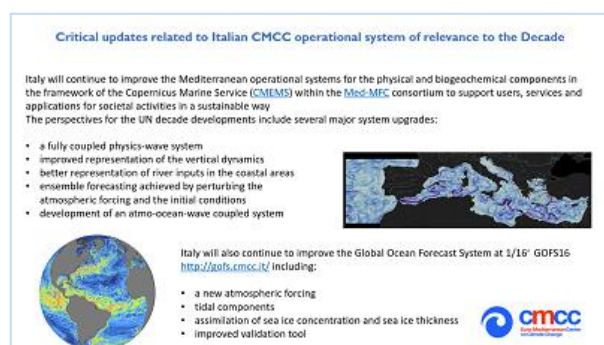 Critical updates related to Italian CMCC operational system of relevance to the Decade
Italy will continue to improve the Mediterranean operational systems for the physical and biogeochemical components in
the framework of the Copernicus Marine Service (CMEMS) within the Med-MFC consortium to support users, services and
applications for societal activities in a sustainable way
The perspectives for the UN decade developments include several major system upgrades:
• a fully coupled physics-wave system
• improved representation of the vertical dynamics
• better representation of river inputs in the coastal areas
• ensemble forecasting achieved by perturbing the
atmospheric forcing and the initial conditions
• development of an atmo-ocean-wave coupled system
Italy will also continue to improve the Global Ocean Forecast System at 1/16° GOFS16
http://gofs.cmcc.it/ including:
• a new atmospheric forcing
• tidal components
• assimilation of sea ice concentration and sea ice thickness
• improved validation tool
cmcc
Euro-Mediterranean Centre
on Climate Change